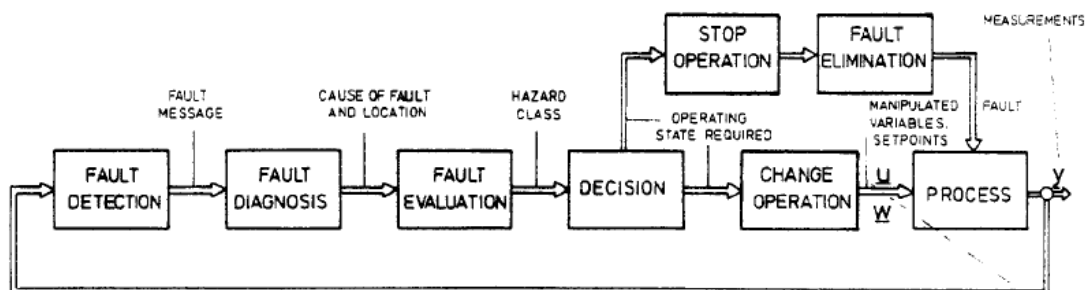 MEASUREMENTS
STOP
OPERATION
FAULT
ELIMINATION
FAULT
MESSAGE
CAUSE OF FAULT
AND LOCATION
HAZARD
CLASS
OPERATING
STATE REQUIRED
MANIPULATED
VARIABLES,
SETPOINTS
FAULT
FAULT
DETECTION
FAULT
DIAGNOSIS
FAULT
EVALUATION
DECISION
CHANGE
OPERATION
U
W
PROCESS
Y